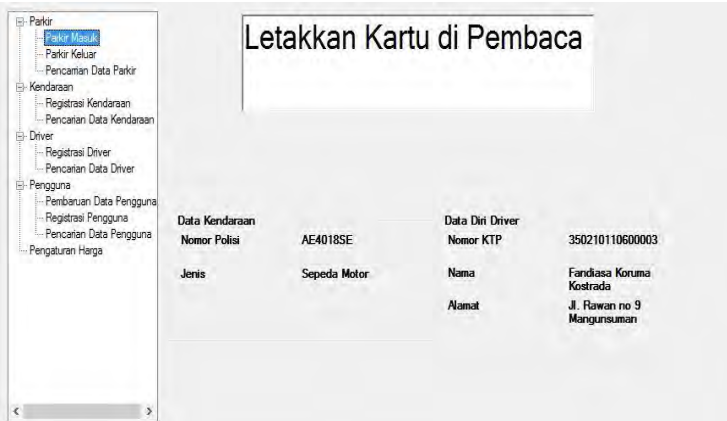 Parkir
Parkir Masuk
Parkir Keluar
Pencarrian Data Parkir
Kendaraan
Registrasi Kendaraan
Pencarian Data Kendaraan
Driver
Registrasi Driver
Pencarian Data Driver
Pengguna
Pembaruan Data Pengguna
Registrasi Pengguna
Pencarian Data Pengguna
Pengaturan Harga
Letakkan Kartu di Pembaca
Data Kendaraan
Nomor Polisi AE4018SE
Jenis Sepeda Motor
Data Diri Driver
Nomor KTP 350210110600003
Nama Fandiasa Koruma
Kostrada
Alamat Jl. Rawan no 9
Mangunsuman